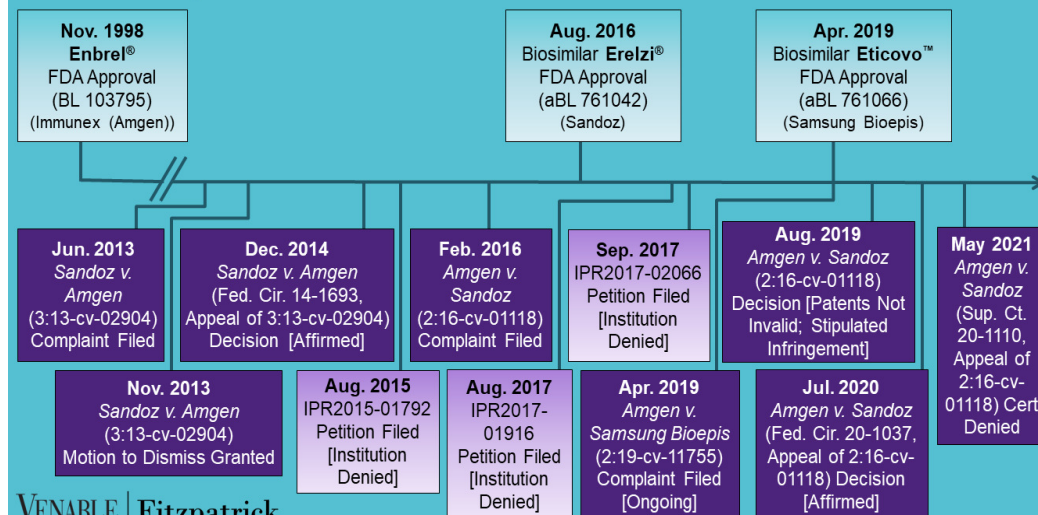 Nov. 1998
Enbrel®
FDA Approval
(BL 103795)
(Immunex (Amgen))
Aug. 2016
Biosimilar Erelzi®
FDA Approval
(aBL 761042)
(Sandoz)
Apr. 2019
Biosimilar Eticovo™
FDA Approval
(aBL 761066)
(Samsung Bioepis)
Jun. 2013
Sandoz v.
Amgen
(3:13-cv-02904)
Complaint Filed
Nov. 2013
Sandoz v. Amgen
(3:13-cv-02904)
Motion to Dismiss Granted
Dec. 2014
Sandoz v. Amgen
(Fed. Cir. 14-1693,
Appeal of 3:13-cv-02904)
Decision [Affirmed]
Aug. 2015
IPR2015-01792
Petition Filed
[Institution
Denied]
Feb. 2016
Amgen v.
Sandoz
(2:16-cv-01118)
Complaint Filed
Aug. 2017
IPR2017-
01916
Petition Filed
[Institution
Denied]
Sep. 2017
IPR2017-02066
Petition Filed
[Institution
Denied]
Apr. 2019
Amgen v.
Samsung Bioepis
(2:19-cv-11755)
Complaint Filed
[Ongoing]
Aug. 2019
Amgen v. Sandoz
(2:16-cv-01118)
Decision [Patents Not
Invalid; Stipulated
Infringement]
Jul. 2020
Amgen v. Sandoz
(Fed. Cir. 20-1037,
Appeal of 2:16-cv-
01118) Decision
[Affirmed]
May 2021
Amgen v.
Sandoz
(Sup. Ct.
20-1110,
Appeal of
2:16-cv-
01118) Cert
Denied
VENABLE | Fitzpatrick